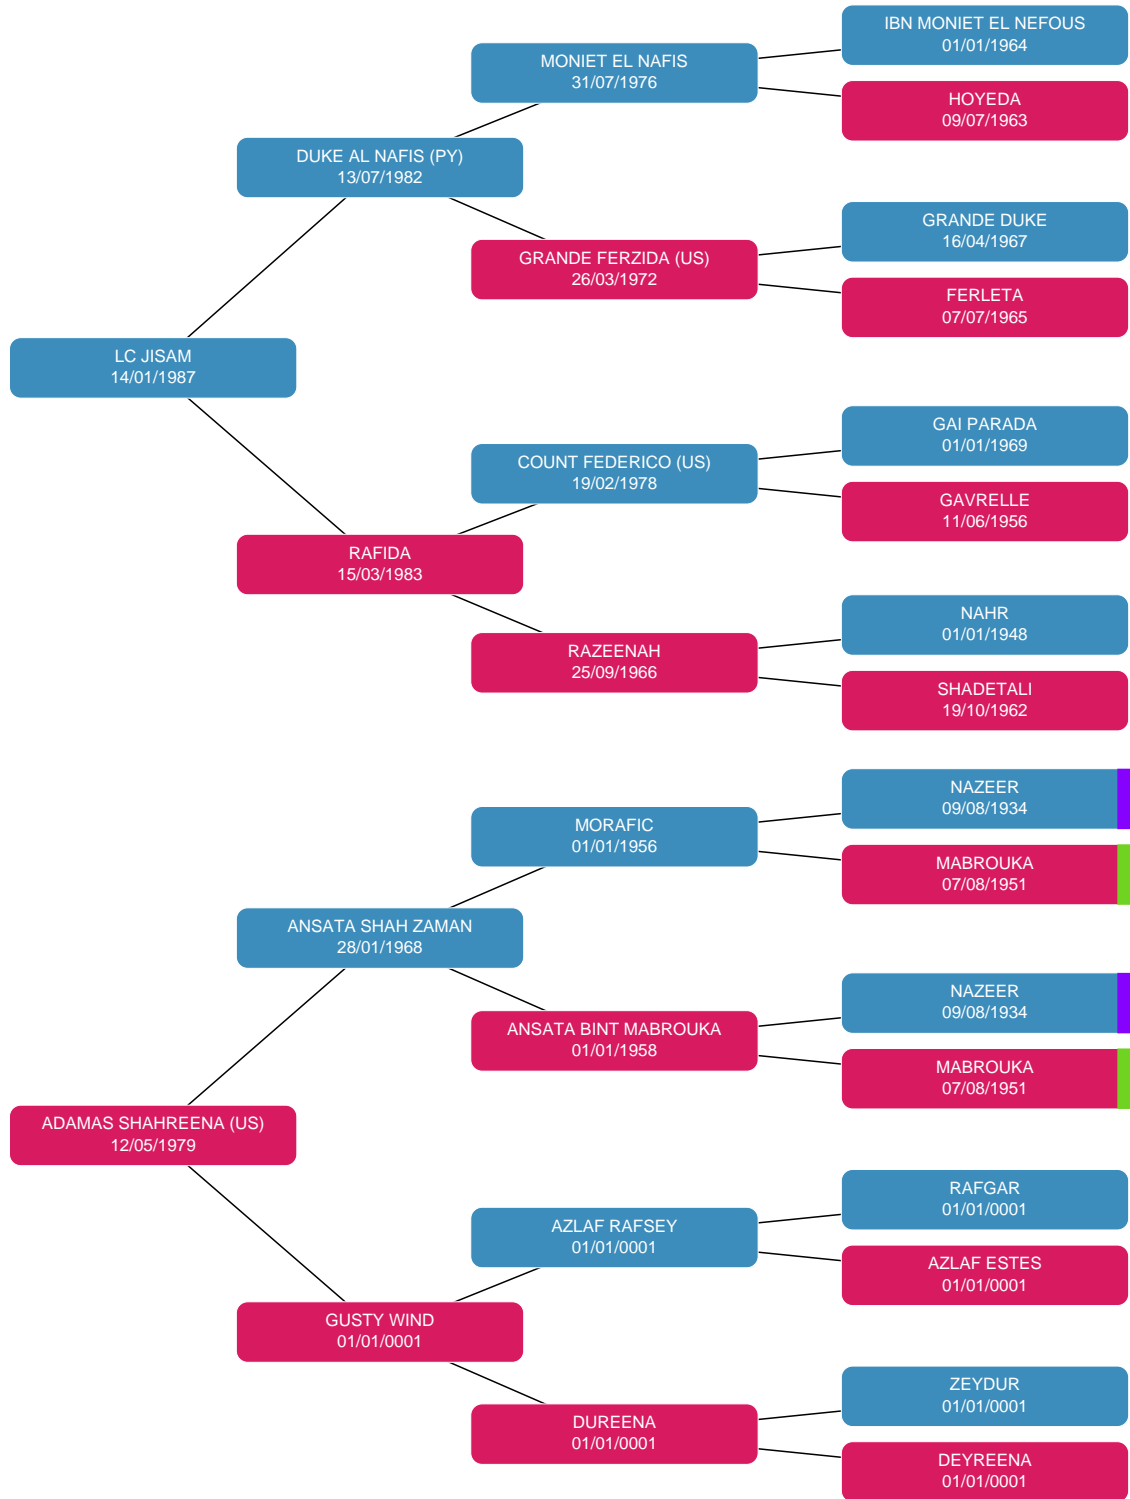 IBN MONIET EL NEFOUS
01/01/1964
MONIET EL NAFIS
31/07/1976
HOYEDA
09/07/1963
DUKE AL NAFIS (PY)
13/07/1982
GRANDE DUKE
16/04/1967
GRANDE FERZIDA (US)
26/03/1972
FERLETA
07/07/1965
LC JISAM
14/01/1987
GAI PARADA
01/01/1969
COUNT FEDERICO (US)
19/02/1978
GAVRELLE
11/06/1956
RAFIDA
15/03/1983
NAHR
01/01/1948
RAZEENAH
25/09/1966
SHADETALI
19/10/1962
NAZEER
09/08/1934
MORAFIC
01/01/1956
MABROUKA
07/08/1951
ANSATA SHAH ZAMAN
28/01/1968
NAZEER
09/08/1934
ANSATA BINT MABROUKA
01/01/1958
MABROUKA
07/08/1951
ADAMAS SHAHREENA (US)
12/05/1979
RAFGAR
01/01/0001
AZLAF RAFSEY
01/01/0001
AZLAF ESTES
01/01/0001
GUSTY WIND
01/01/0001
ZEYDUR
01/01/0001
DUREENA
01/01/0001
DEYREENA
01/01/0001